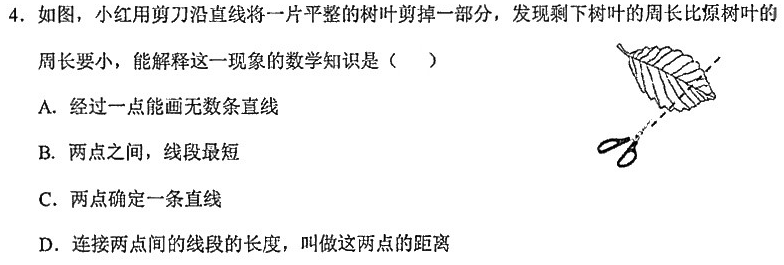 4. 如图，小红用剪刀沿直线将一片平整的树叶剪掉一部分，发现剩下树叶的周长比原树叶的
周长要小，能解释这一现象的数学知识是（　　）
A. 经过一点能画无数条直线
B. 两点之间，线段最短
C. 两点确定一条直线
D. 连接两点间的线段的长度，叫做这两点的距离